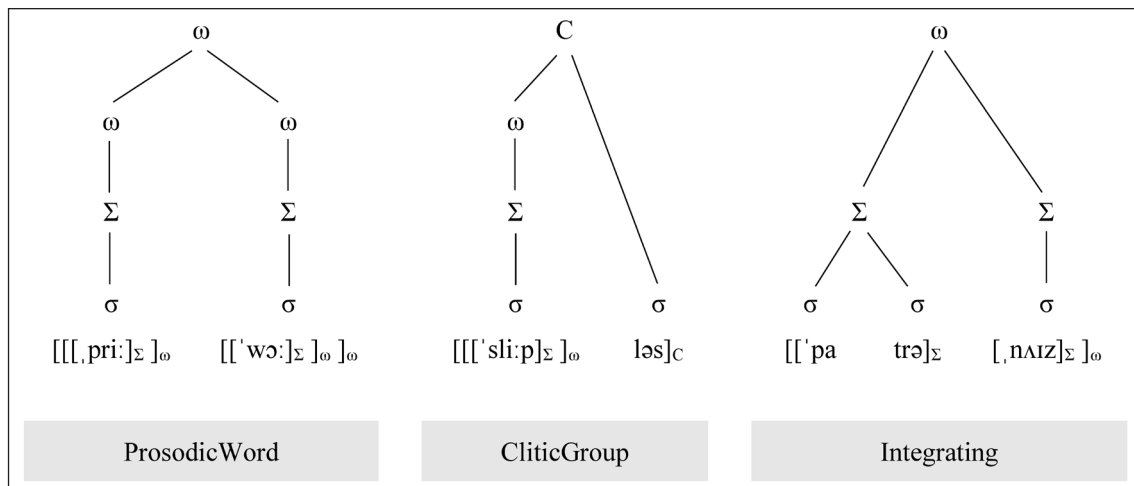 ω C ω
ω ω ω
Σ Σ Σ Σ Σ
σ σ σ σ σ σ σ
[[[ˌpriː]Σ ]ω [[ˈwɔː]Σ ]ω ]ω [[[ˈsliːp]Σ ]ω ləs]C [[ˈpa trə]Σ [ˌnʌɪz]Σ ]ω
ProsodicWord CliticGroup Integrating